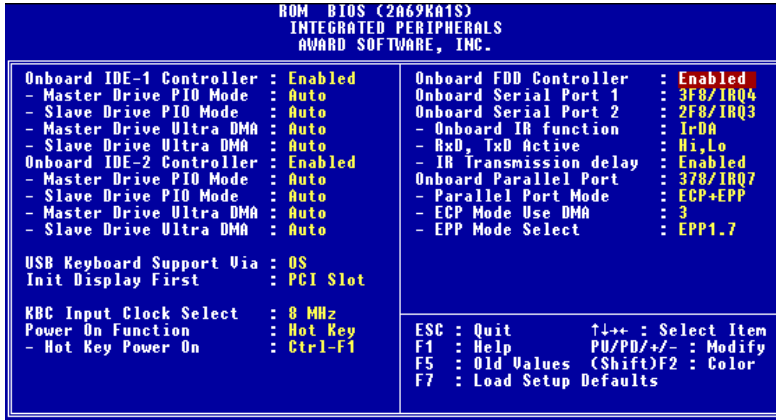 ROM BIOS (2A69KA1S)
INTEGRATED PERIPHERALS
AWARD SOFTWARE, INC.
Onboard IDE-1 Controller : Enabled
- Master Drive PIO Mode : Auto
- Slave Drive PIO Mode : Auto
- Master Drive Ultra DMA : Auto
- Slave Drive Ultra DMA : Auto
Onboard IDE-2 Controller : Enabled
- Master Drive PIO Mode : Auto
- Slave Drive PIO Mode : Auto
- Master Drive Ultra DMA : Auto
- Slave Drive Ultra DMA : Auto
USB Keyboard Support Via : OS
Init Display First : PCI Slot
KBC Input Clock Select : 8 MHz
Power On Function : Hot Key
- Hot Key Power On : Ctrl-F1
Onboard FDD Controller : Enabled
Onboard Serial Port 1 : 3F8/IRQ4
Onboard Serial Port 2 : 2F8/IRQ3
- Onboard IR function : IrDA
- RxD, TxD Active : Hi,Lo
- IR Transmission delay : Enabled
Onboard Parallel Port : 378/IRQ7
- Parallel Port Mode : ECP+EPP
- ECP Mode Use DMA : 3
- EPP Mode Select : EPP1.7
ESC : Quit ↑↓→← : Select Item
F1 : Help PU/PD/+/- : Modify
F5 : Old Values (Shift)F2 : Color
F7 : Load Setup Defaults